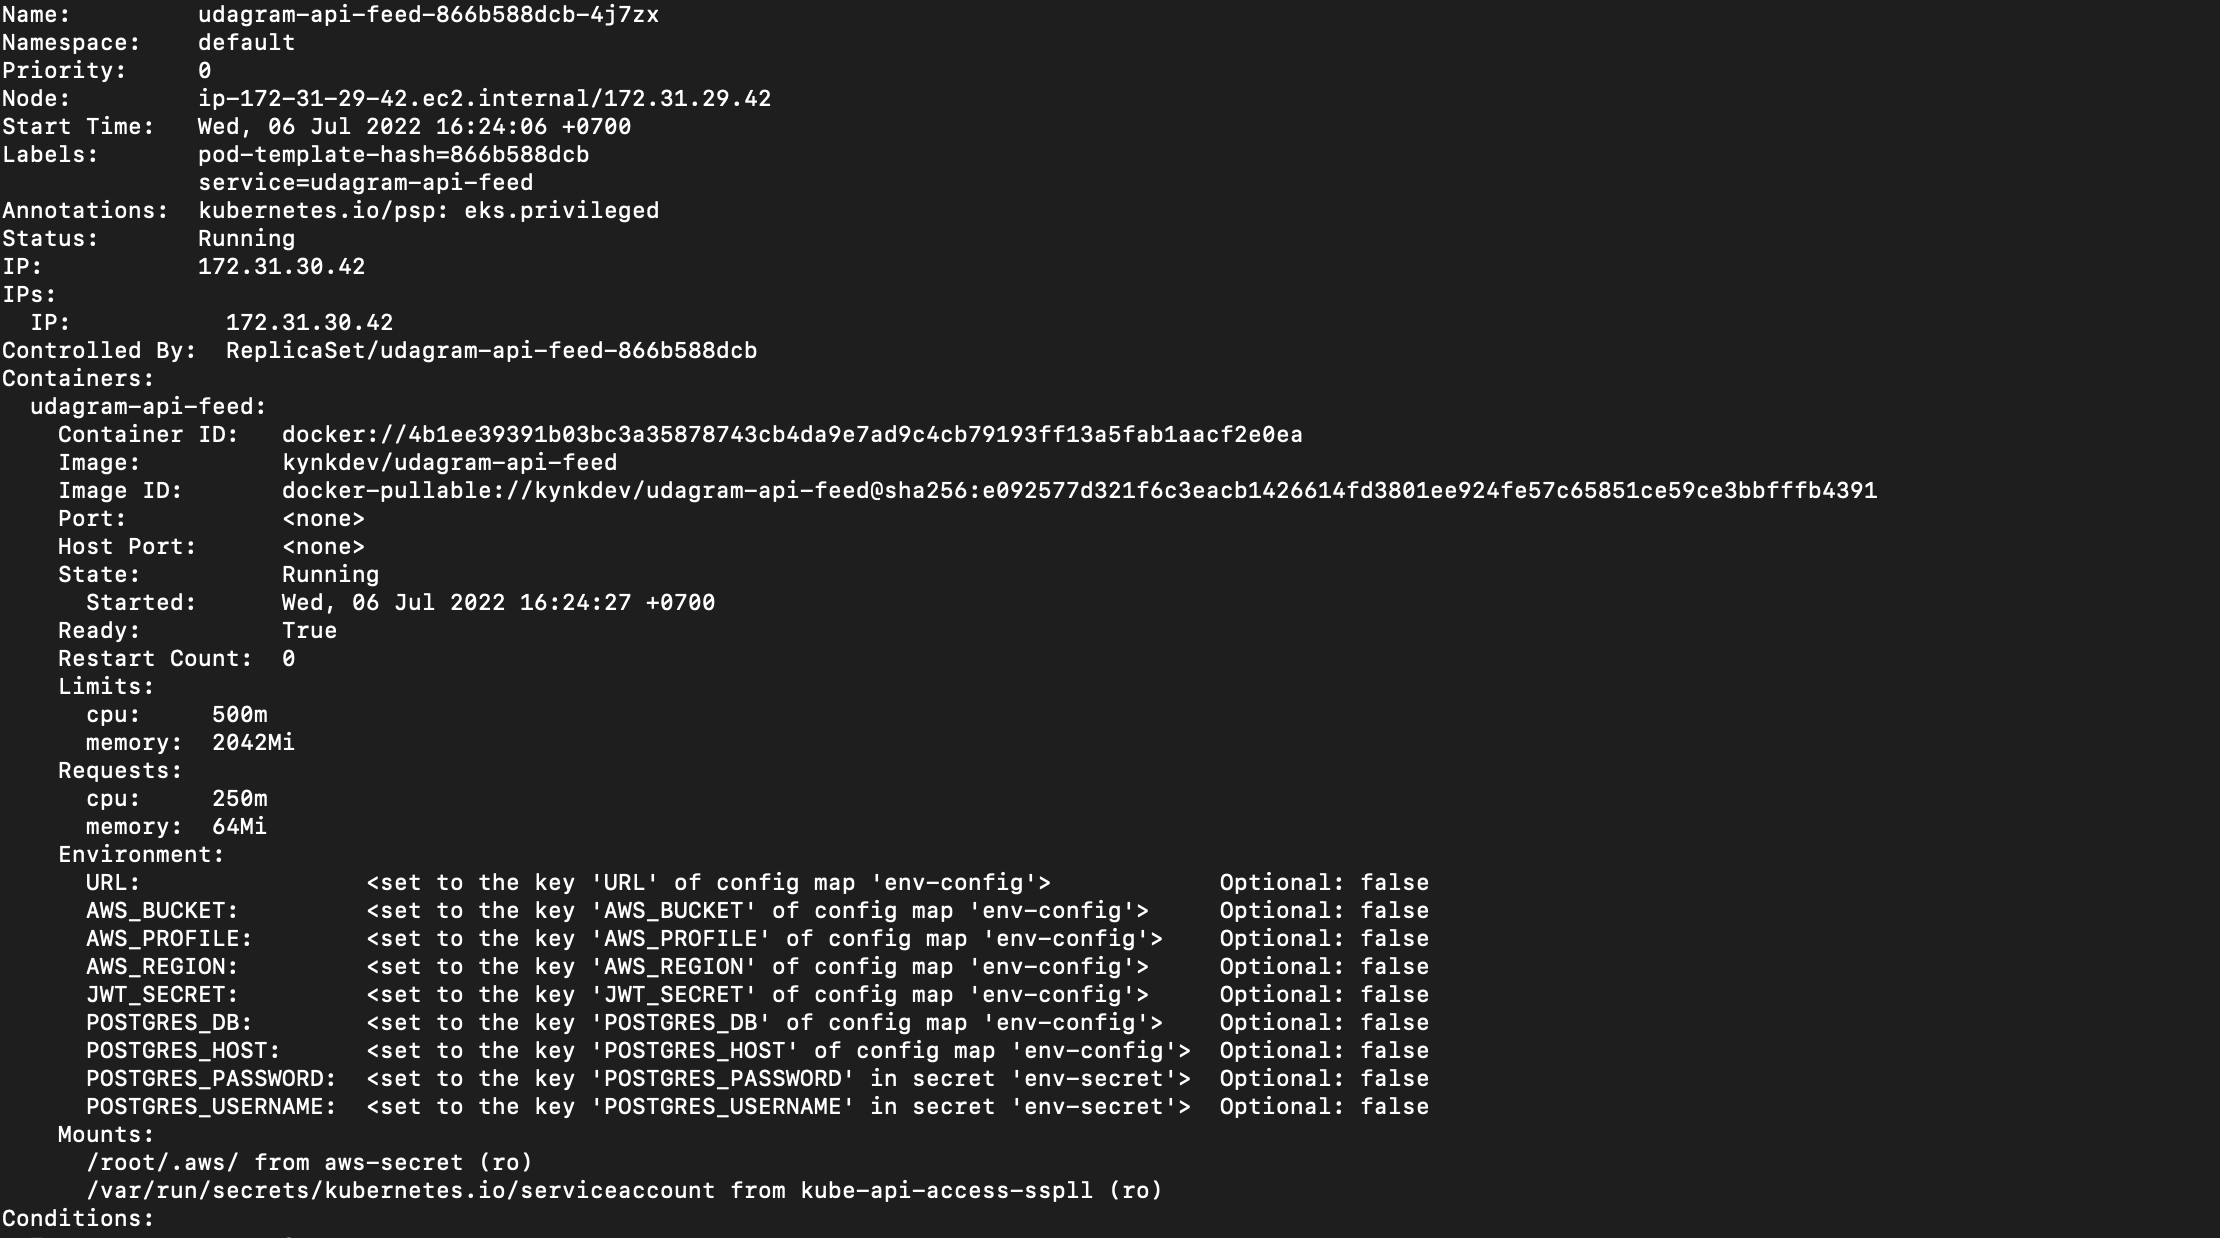 Name:         udagram-api-feed-866b588dcb-4j7zx
Namespace:    default
Priority:     0
Node:         ip-172-31-29-42.ec2.internal/172.31.29.42
Start Time:   Wed, 06 Jul 2022 16:24:06 +0700
Labels:       pod-template-hash=866b588dcb
              service=udagram-api-feed
Annotations:  kubernetes.io/psp: eks.privileged
Status:       Running
IP:           172.31.30.42
IPs:
  IP:           172.31.30.42
Controlled By:  ReplicaSet/udagram-api-feed-866b588dcb
Containers:
  udagram-api-feed:
    Container ID:   docker://4b1ee39391b03bc3a35878743cb4da9e7ad9c4cb79193ff13a5fab1aacf2e0ea
    Image:          kynkdev/udagram-api-feed
    Image ID:       docker-pullable://kynkdev/udagram-api-feed@sha256:e092577d321f6c3eacb1426614fd3801ee924fe57c65851ce59ce3bbfffb4391
    Port:           <none>
    Host Port:      <none>
    State:          Running
      Started:      Wed, 06 Jul 2022 16:24:27 +0700
    Ready:          True
    Restart Count:  0
    Limits:
      cpu:     500m
      memory:  2042Mi
    Requests:
      cpu:     250m
      memory:  64Mi
    Environment:
      URL:                <set to the key 'URL' of config map 'env-config'>            Optional: false
      AWS_BUCKET:         <set to the key 'AWS_BUCKET' of config map 'env-config'>     Optional: false
      AWS_PROFILE:        <set to the key 'AWS_PROFILE' of config map 'env-config'>    Optional: false
      AWS_REGION:         <set to the key 'AWS_REGION' of config map 'env-config'>     Optional: false
      JWT_SECRET:         <set to the key 'JWT_SECRET' of config map 'env-config'>     Optional: false
      POSTGRES_DB:        <set to the key 'POSTGRES_DB' of config map 'env-config'>    Optional: false
      POSTGRES_HOST:      <set to the key 'POSTGRES_HOST' of config map 'env-config'>  Optional: false
      POSTGRES_PASSWORD:  <set to the key 'POSTGRES_PASSWORD' in secret 'env-secret'>  Optional: false
      POSTGRES_USERNAME:  <set to the key 'POSTGRES_USERNAME' in secret 'env-secret'>  Optional: false
    Mounts:
      /root/.aws/ from aws-secret (ro)
      /var/run/secrets/kubernetes.io/serviceaccount from kube-api-access-sspll (ro)
Conditions: